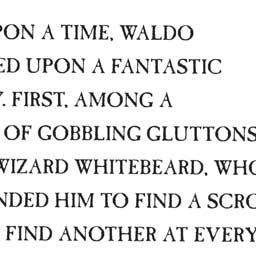 PON A TIME, WALDO
ED UPON A FANTASTIC
Y. FIRST, AMONG A
OF GOBBLING GLUTTONS
WIZARD WHITEBEARD, WHO
NDED HIM TO FIND A SCRO
FIND ANOTHER AT EVERY